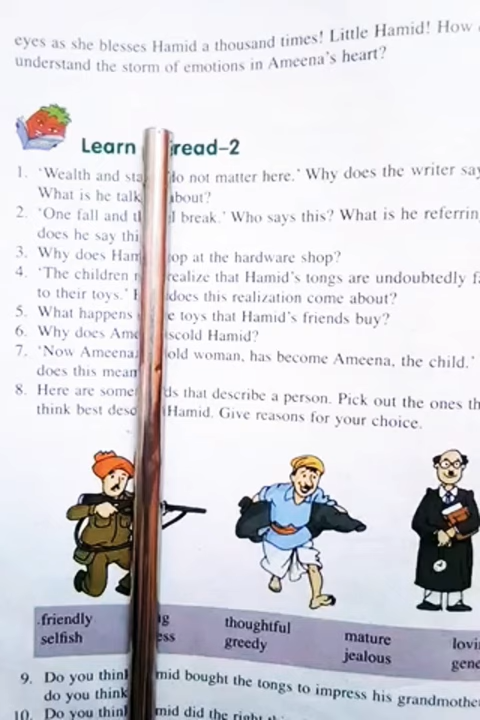 eyes as she blesses Hamid a thousand times! Little Hamid! How
understand the storm of emotions in Ameena's heart?
Learn read–2
1. 'Wealth and sta do not matter here.' Why does the writer say
What is he talk about?
2. 'One fall and t l break.' Who says this? What is he referrin
does he say thi
3. Why does Ham op at the hardware shop?
4. 'The children r realize that Hamid's tongs are undoubtedly f
to their toys.' H does this realization come about?
5. What happens e toys that Hamid's friends buy?
6. Why does Ame scold Hamid?
7. 'Now Ameena, old woman, has become Ameena, the child.'
does this mean
8. Here are some ds that describe a person. Pick out the ones th
think best desc Hamid. Give reasons for your choice.
friendly ng thoughtful mature lovi
selfish ess greedy jealous gene
9. Do you think mid bought the tongs to impress his grandmothe
do you think
10. Do you think mid did the right